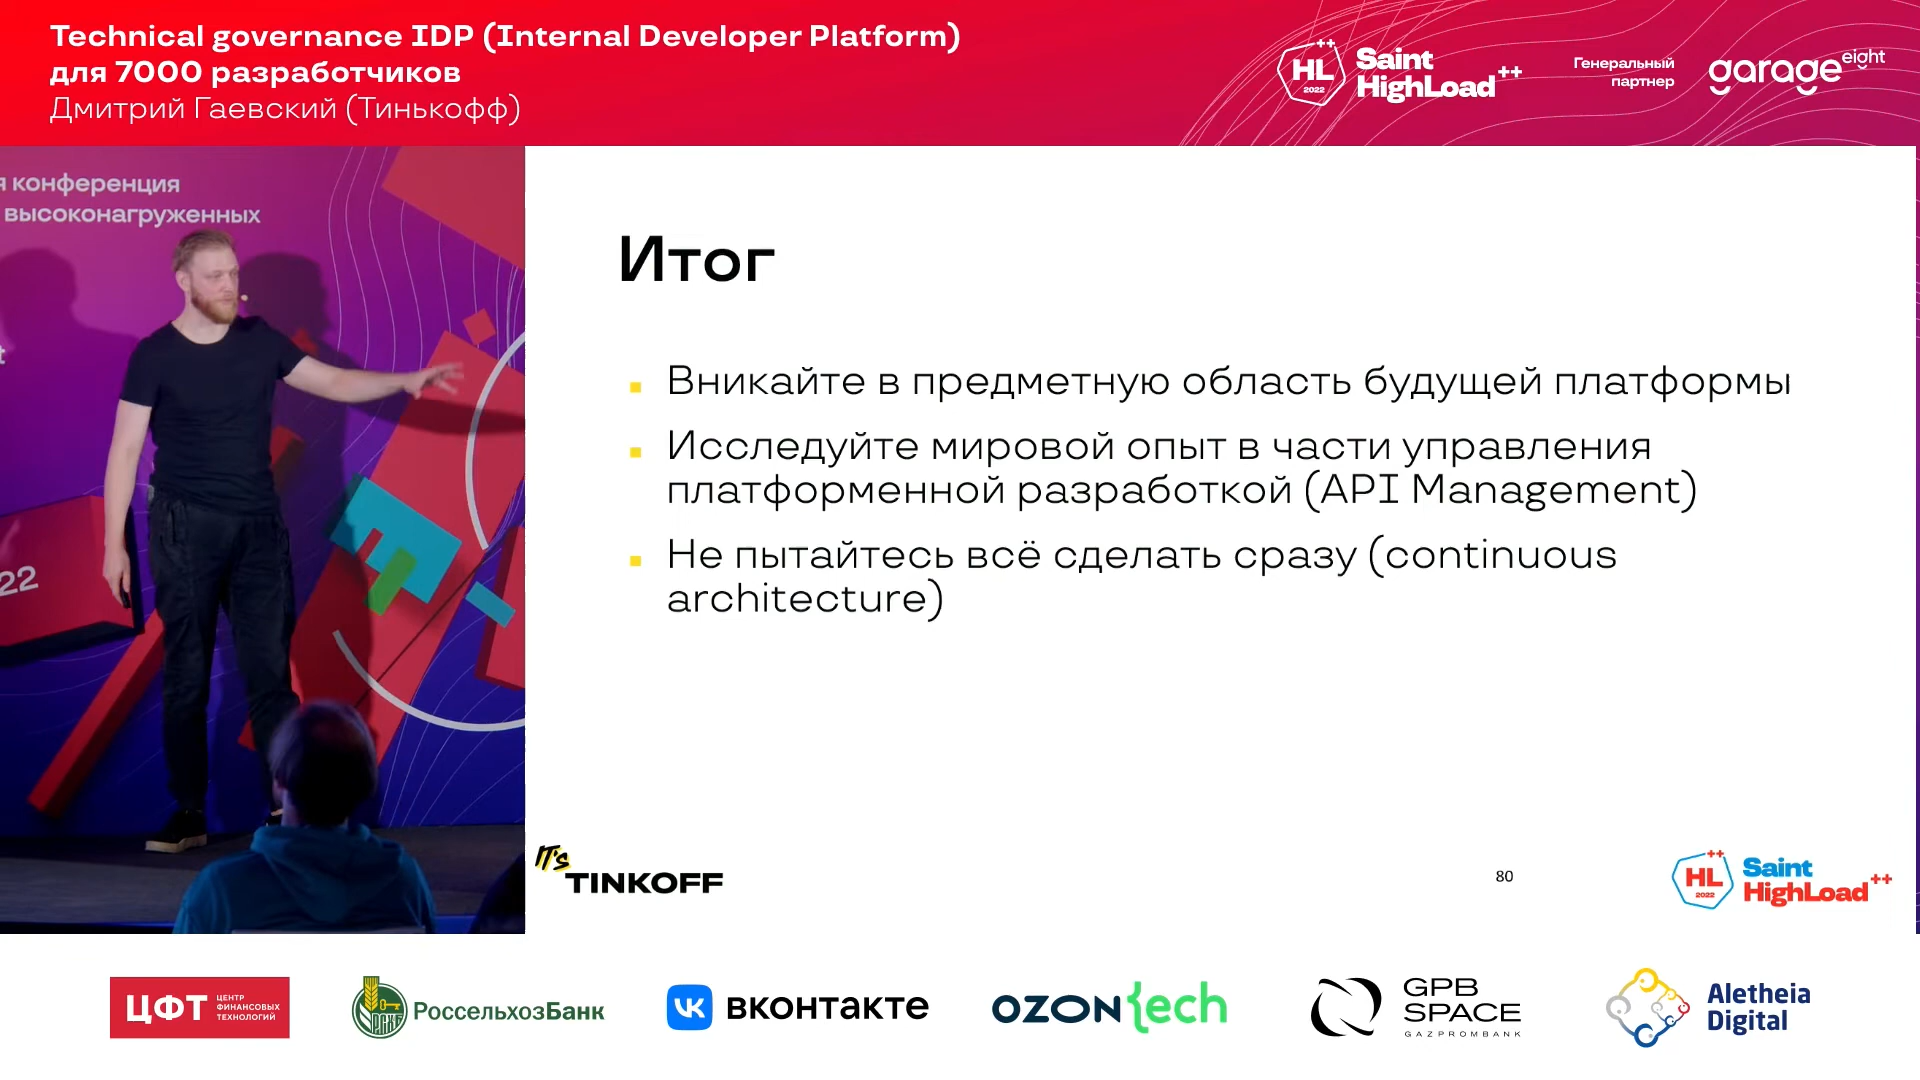 Technical governance IDP (Internal Developer Platform)
для 7000 разработчиков
Дмитрий Гаевский (Тинькофф)
HL++
2022
Saint
HighLoad++
Генеральный
партнер
garage eight
я конференция
высоконагруженных
22
Итог
Вникайте в предметную область будущей платформы
Исследуйте мировой опыт в части управления
платформенной разработкой (API Management)
Не пытайтесь всё сделать сразу (continuous
architecture)
IT's
TINKOFF
80
HL++
2022
Saint
HighLoad++
ЦФТ
ЦЕНТР
ФИНАНСОВЫХ
ТЕХНОЛОГИЙ
РСХБ
РоссельхозБанк
вконтакте
OZON{tech
GPB
SPACE
GAZPROMBANK
Aletheia
Digital